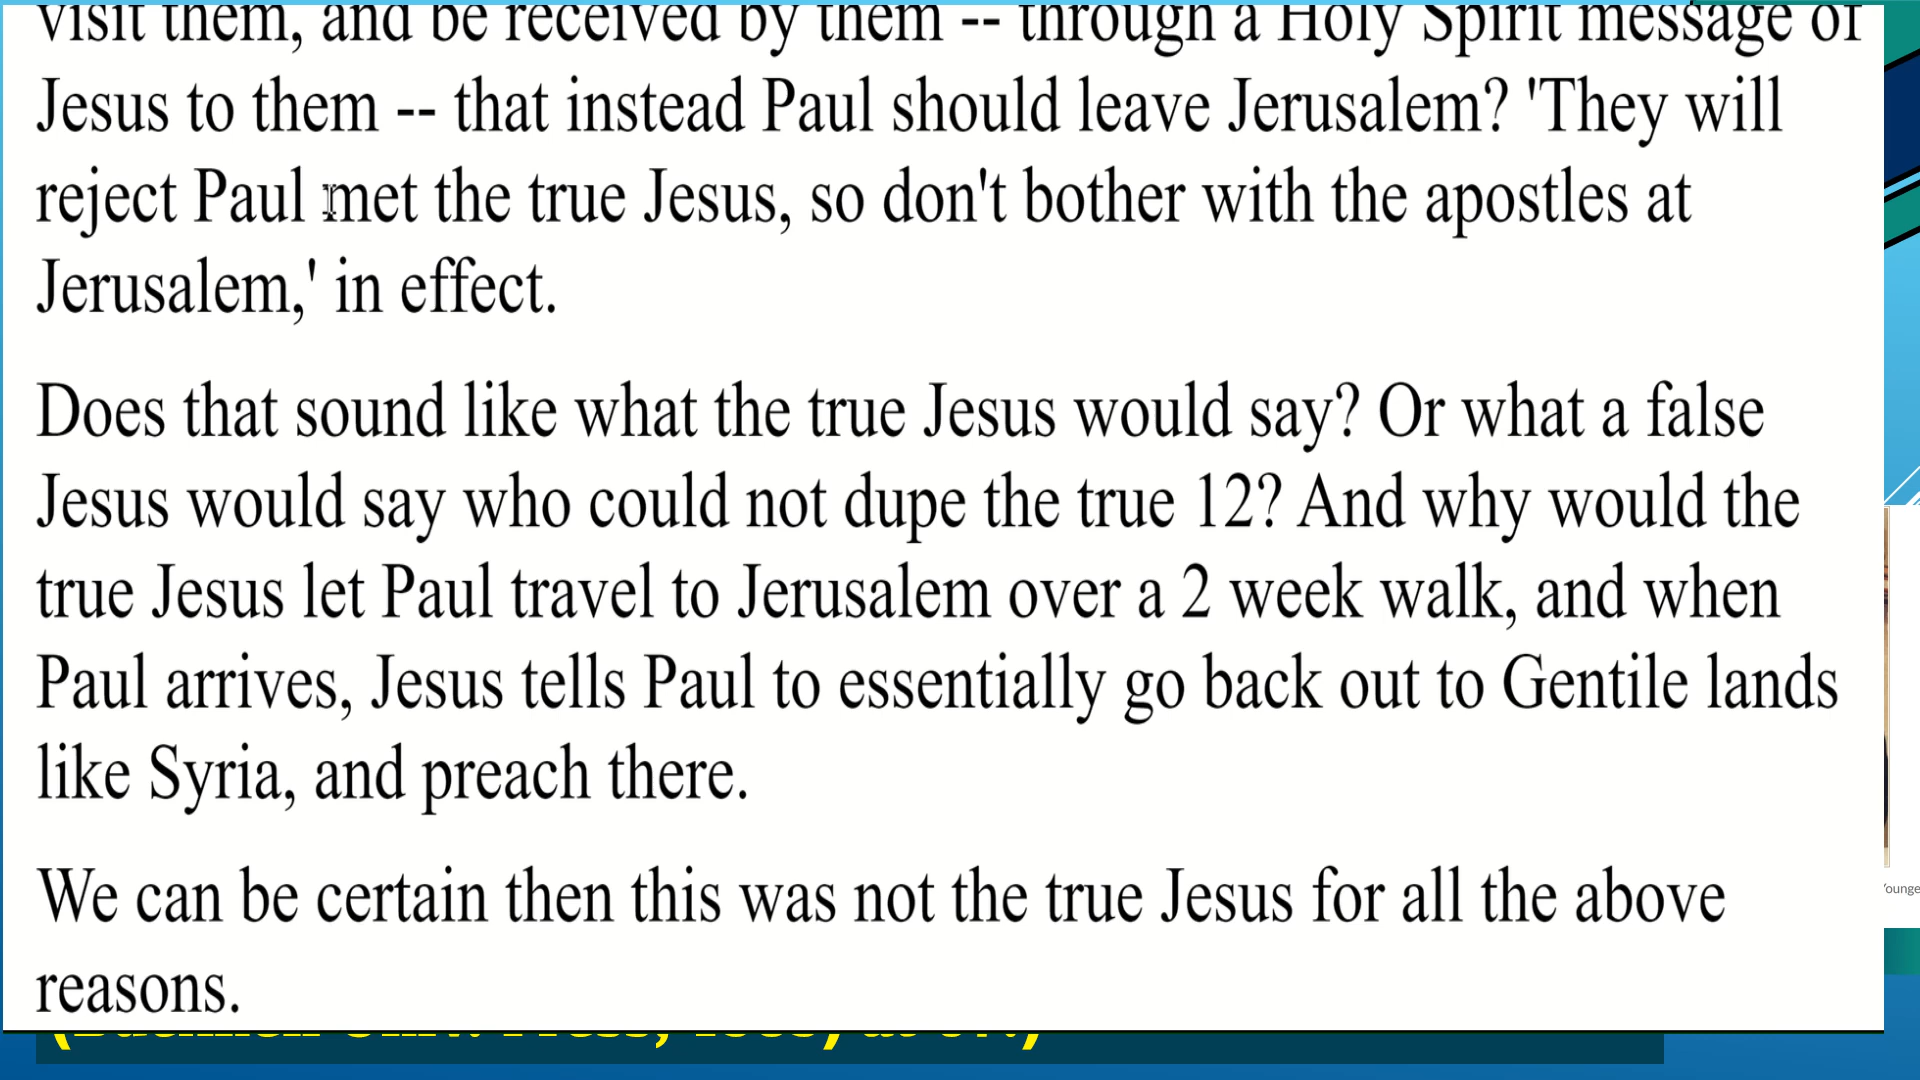 visit them, and be received by them -- through a Holy Spirit message of
Jesus to them -- that instead Paul should leave Jerusalem? 'They will
reject Paul met the true Jesus, so don't bother with the apostles at
Jerusalem,' in effect.
Does that sound like what the true Jesus would say? Or what a false
Jesus would say who could not dupe the true 12? And why would the
true Jesus let Paul travel to Jerusalem over a 2 week walk, and when
Paul arrives, Jesus tells Paul to essentially go back out to Gentile lands
like Syria, and preach there.
We can be certain then this was not the true Jesus for all the above
reasons.